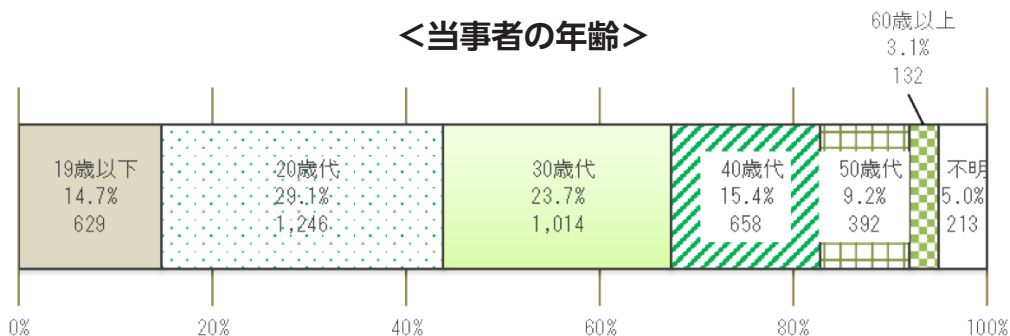 <当事者の年齢>
60歳以上
3.1%
132
19歳以下
14.7%
629
20歳代
29.1%
1,246
30歳代
23.7%
1,014
40歳代
15.4%
658
50歳代
9.2%
392
不明
5.0%
213
0%
20%
40%
60%
80%
100%